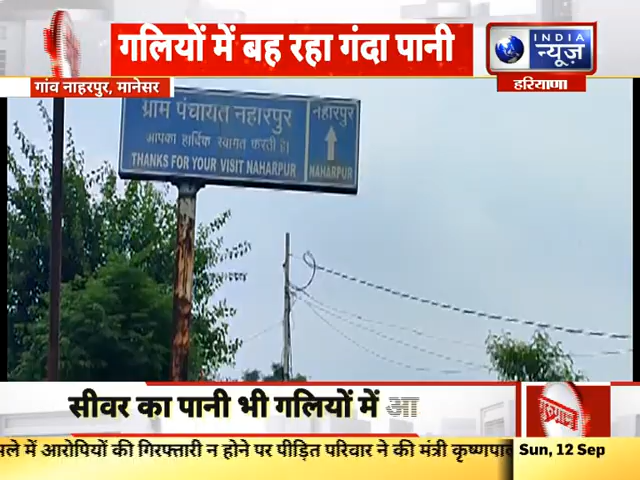 गलियों में बह रहा गंदा पानी
INDIA
न्यूज़
हरियाणा
गांव नाहरपुर, मानेसर
ग्राम पंचायत नहारपुर
आपका हार्दिक स्वागत करती है।
THANKS FOR YOUR VISIT NAHARPUR
नहारपुर
NAHARPUR
सीवर का पानी भी गलियों में आ
गुरुग्राम
मले में आरोपियों की गिरफ्तारी न होने पर पीड़ित परिवार ने की मंत्री कृष्णपाल
Sun, 12 Sep